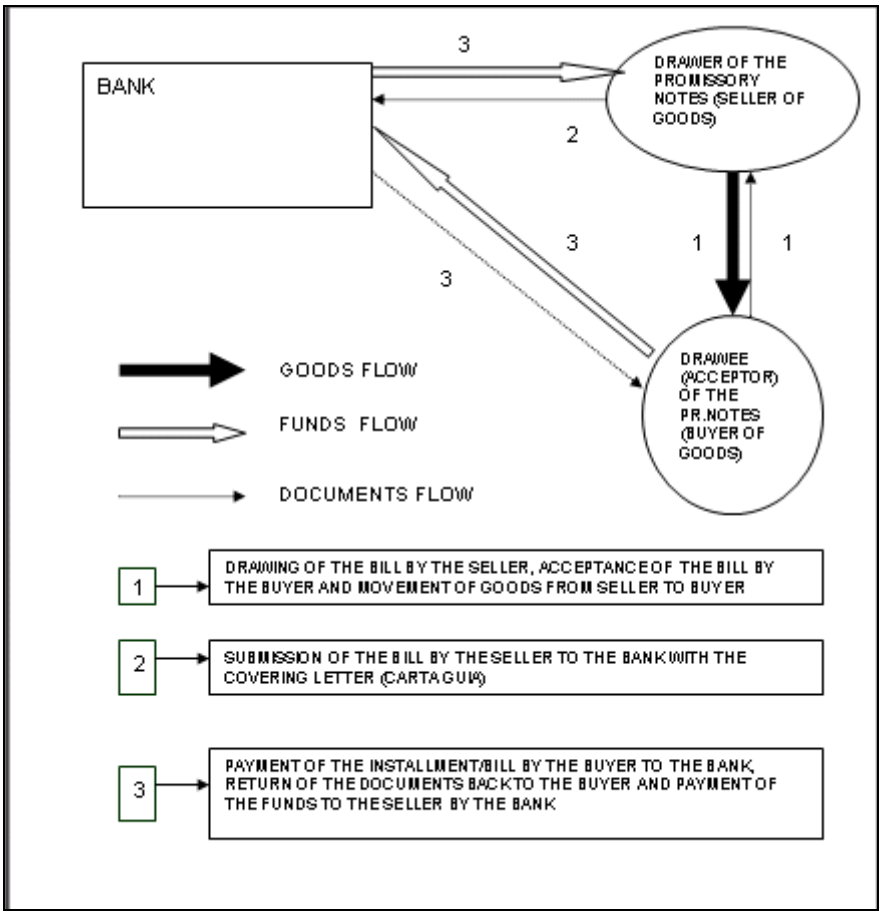 3
BANK
DRAWER OF THE
PROMISSORY
NOTES (SELLER OF
GOODS)
2
3
1
1
3
DRAWEE
(ACCEPTOR)
OF THE
PR.NOTES
(BUYER OF
GOODS)
GOODS FLOW
FUNDS FLOW
DOCUMENTS FLOW
1
DRAWING OF THE BILL BY THE SELLER, ACCEPTANCE OF THE BILL BY
THE BUYER AND MOVEMENT OF GOODS FROM SELLER TO BUYER
2
SUBMISSION OF THE BILL BY THE SELLER TO THE BANK WITH THE
COVERING LETTER (CARTA GUIA)
3
PAYMENT OF THE INSTALLMENT/BILL BY THE BUYER TO THE BANK,
RETURN OF THE DOCUMENTS BACK TO THE BUYER AND PAYMENT OF
THE FUNDS TO THE SELLER BY THE BANK